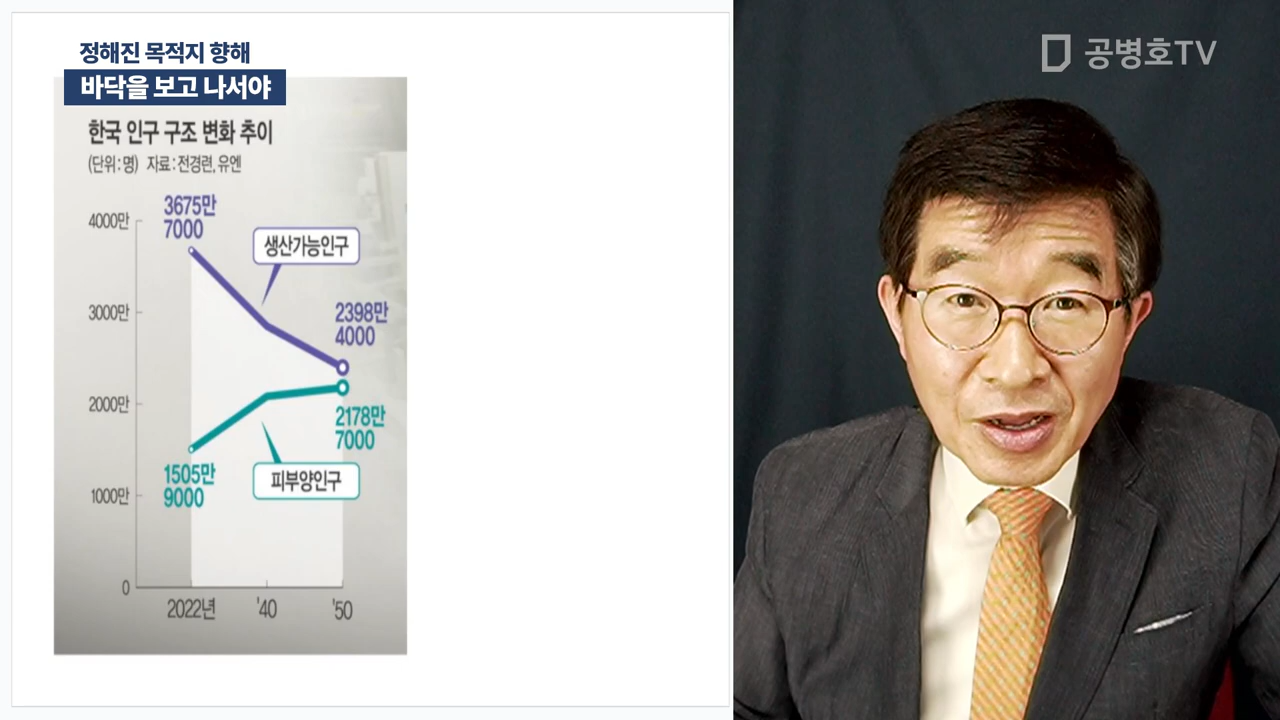 정해진 목적지 향해
바닥을 보고 나서야
공병호TV
한국 인구 구조 변화 추이
(단위:명) 자료:전경련, 유엔
4000만
3000만
2000만
1000만
0
3675만
7000
생산가능인구
2398만
4000
2178만
7000
1505만
9000
피부양인구
2022년
'40
'50